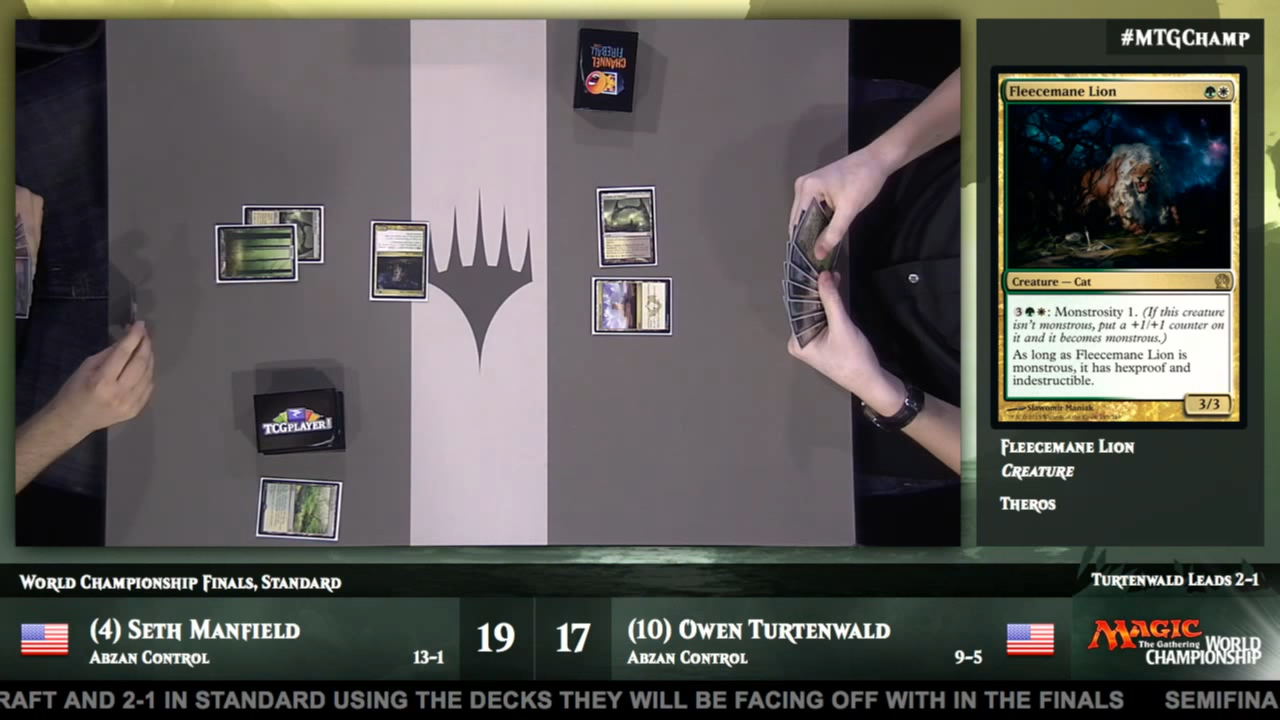 CHANNEL
FIREBALL
TCGPLAYER
#MTGChamp
Fleecemane Lion
Creature — Cat
3 : Monstrosity 1. (If this creature
isn't monstrous, put a +1/+1 counter on
it and it becomes monstrous.)
As long as Fleecemane Lion is
monstrous, it has hexproof and
indestructible.
Slawomir Maniak
3/3
Fleecemane Lion
Creature
Theros
World Championship Finals, Standard
Turtenwald Leads 2-1
(4) Seth Manfield
Abzan Control
13-1
19
17
(10) Owen Turtenwald
Abzan Control
9-5
Magic
The Gathering
World
Championship
RAFT AND 2-1 IN STANDARD USING THE DECKS THEY WILL BE FACING OFF WITH IN THE FINALS SEMIFINA